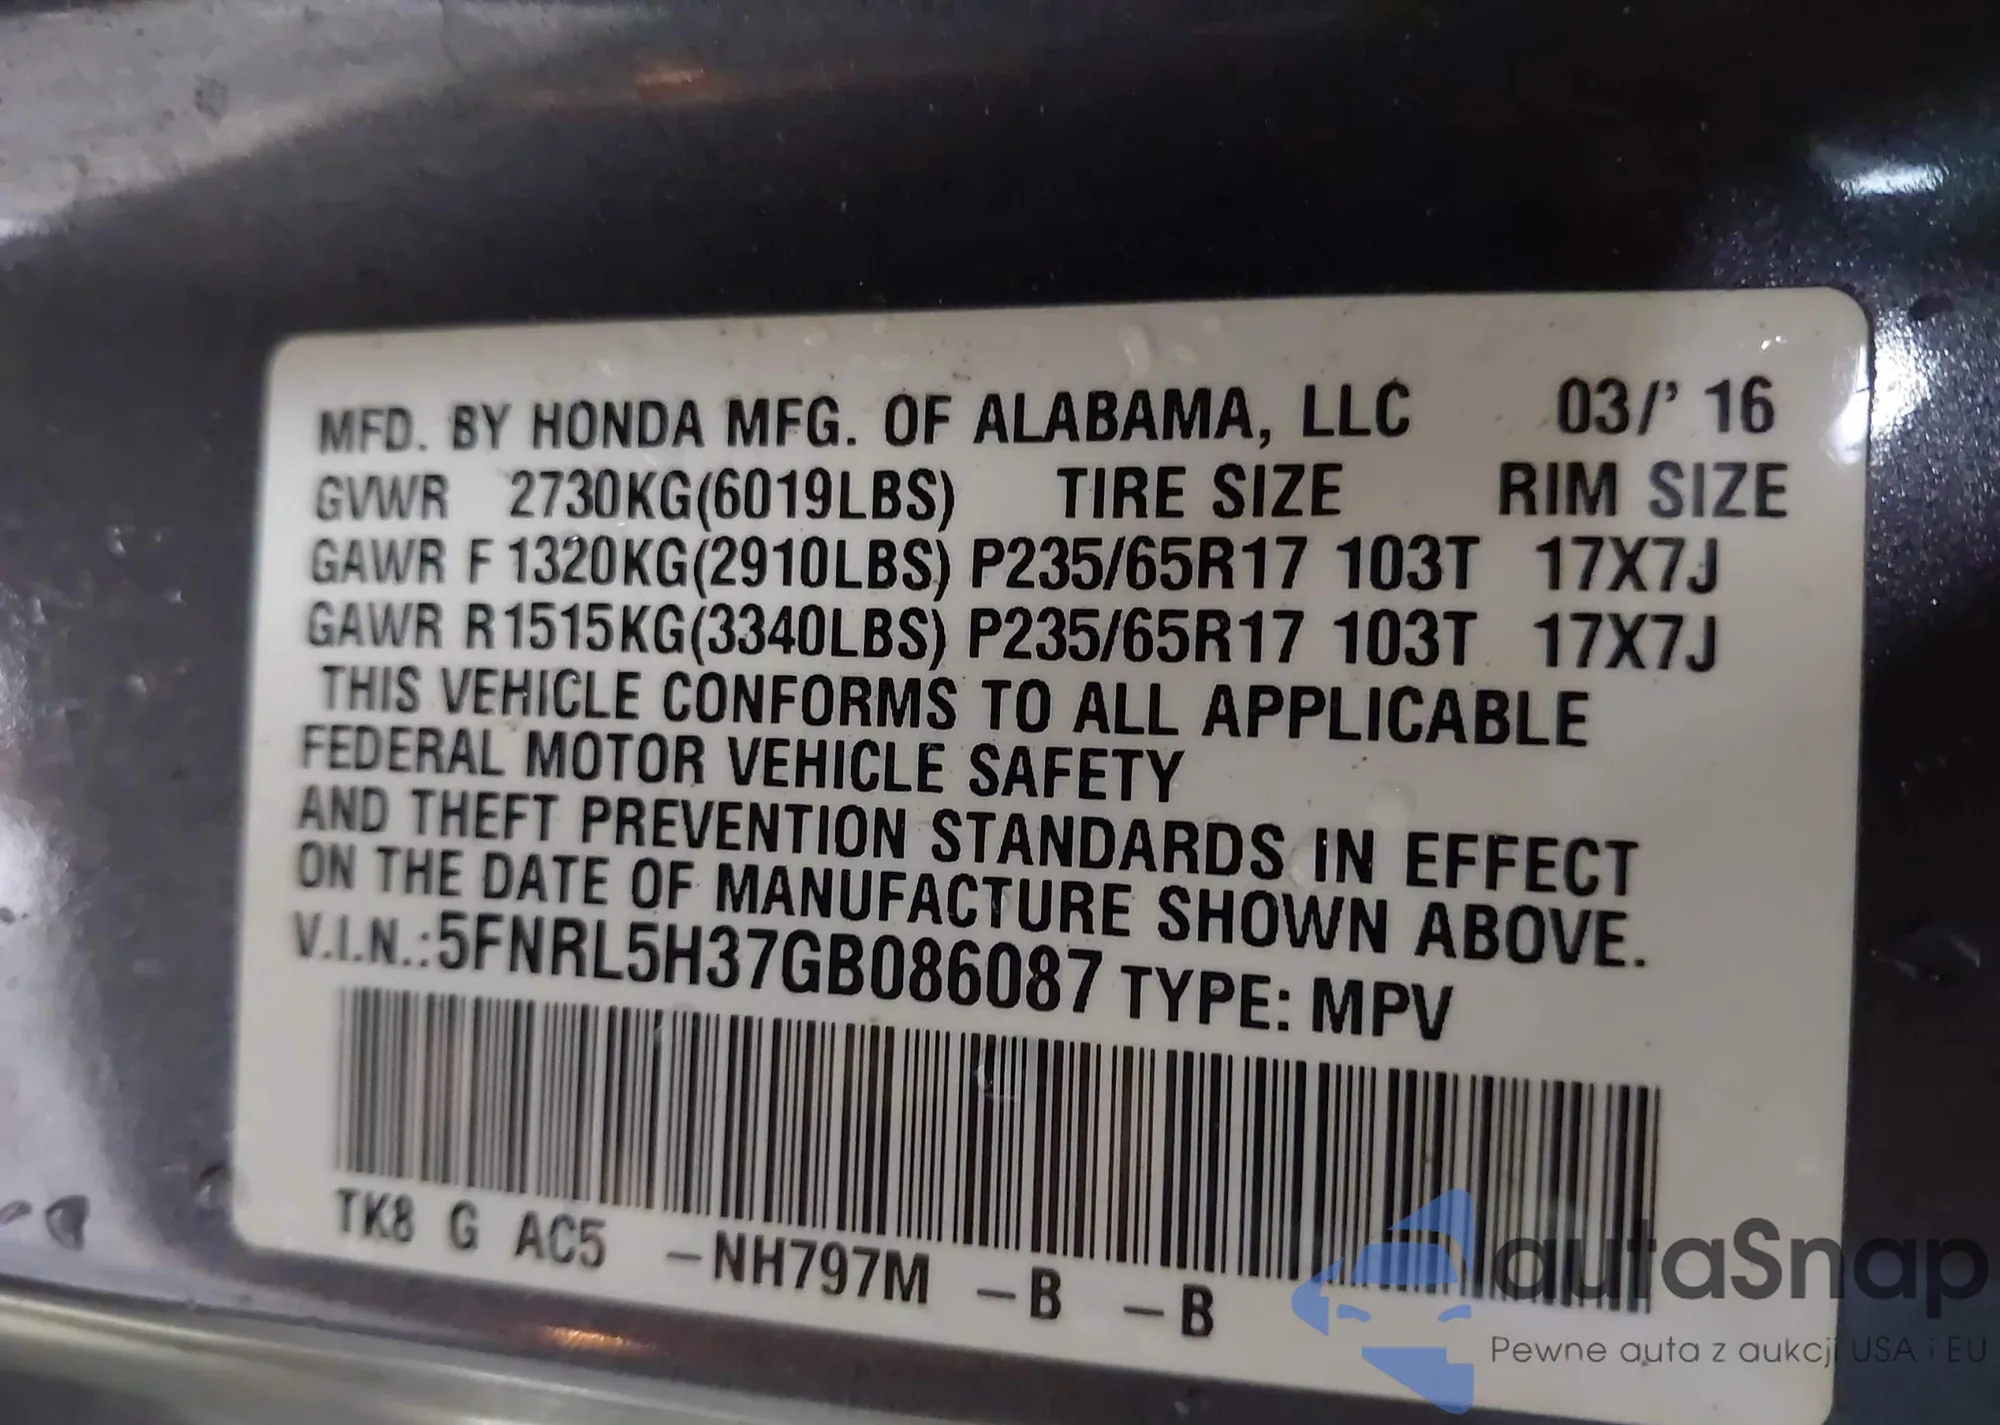 MFD. BY HONDA MFG. OF ALABAMA, LLC 03/' 16
GVWR 2730KG(6019LBS) TIRE SIZE RIM SIZE
GAWR F 1320KG(2910LBS) P235/65R17 103T 17X7J
GAWR R 1515KG(3340LBS) P235/65R17 103T 17X7J
THIS VEHICLE CONFORMS TO ALL APPLICABLE
FEDERAL MOTOR VEHICLE SAFETY
AND THEFT PREVENTION STANDARDS IN EFFECT
ON THE DATE OF MANUFACTURE SHOWN ABOVE.
V.I.N.:5FNRL5H37GB086087 TYPE: MPV
TK8 G AC5 -NH797M -B -B
autaSnap
Pewne auta z aukcji USA i EU